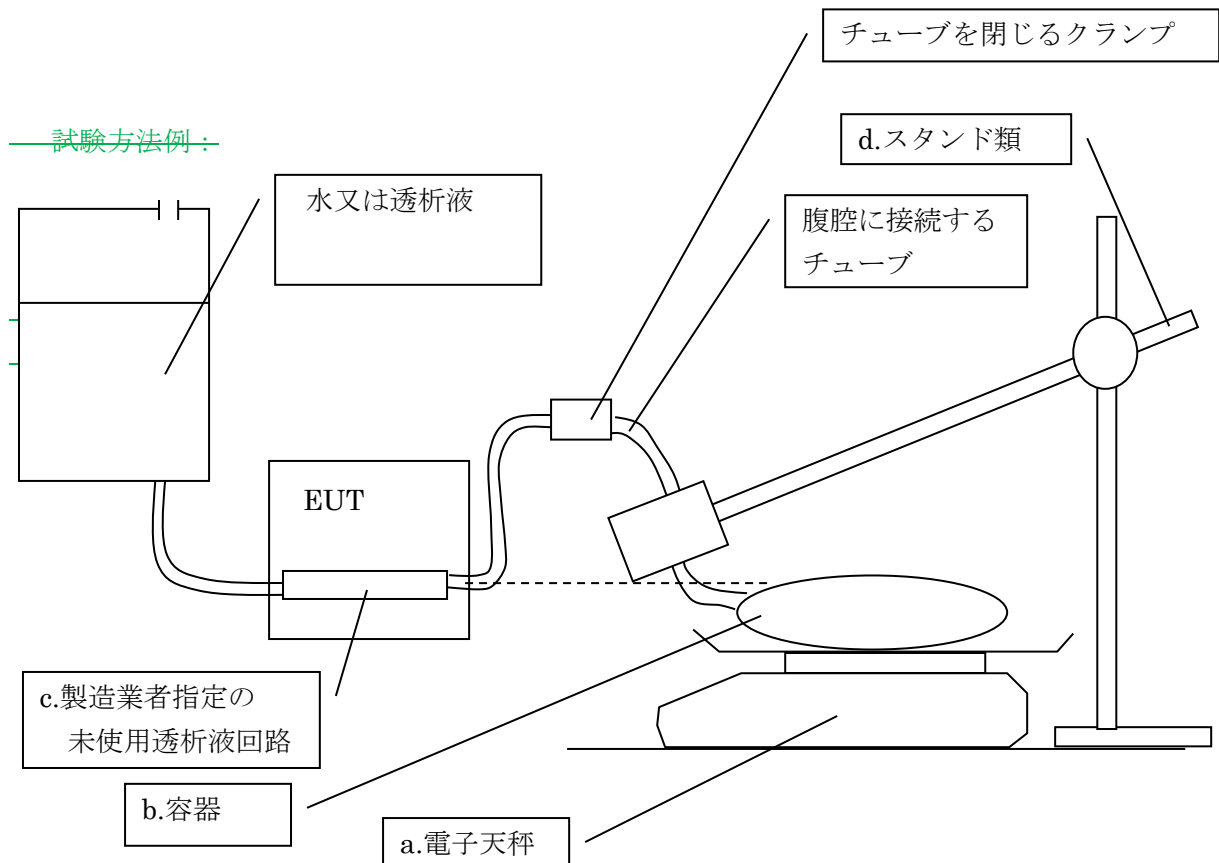 チューブを閉じるクランプ
試験方法例：
d.スタンド類
水又は透析液
腹腔に接続する
チューブ
EUT
c.製造業者指定の
未使用透析液回路
b.容器
a.電子天秤